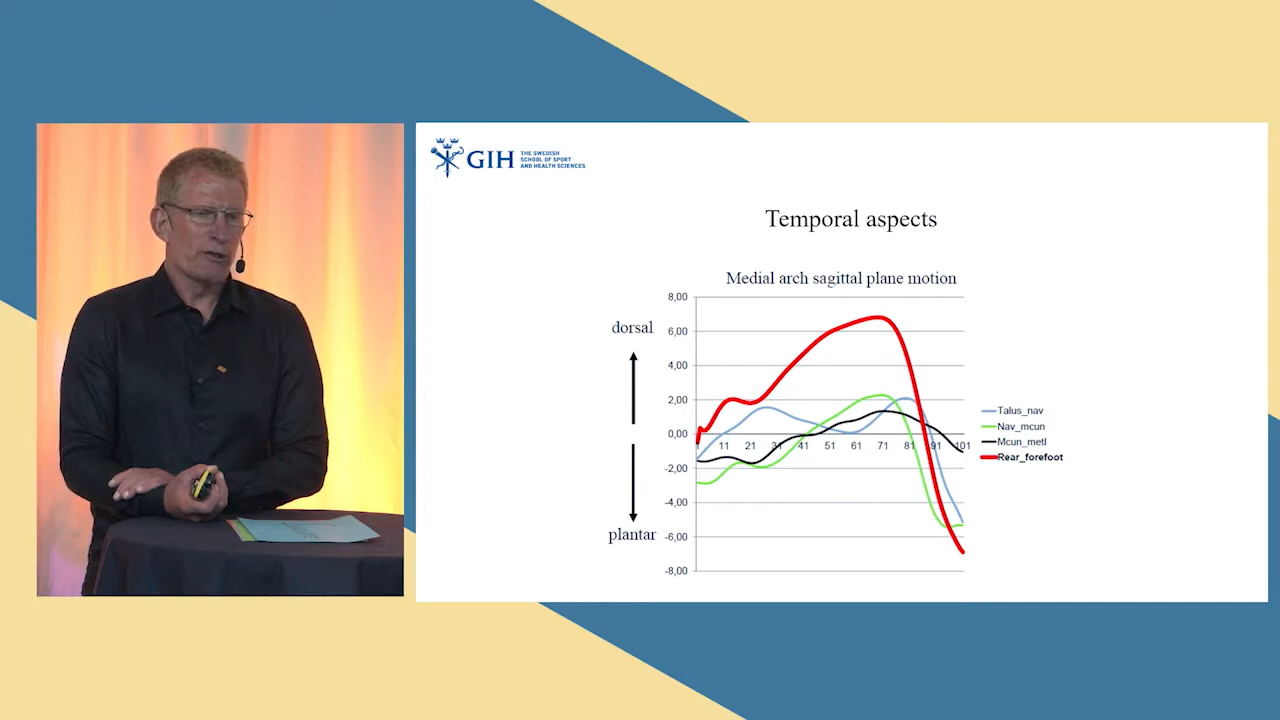 GIH
THE SWEDISH
SCHOOL OF SPORT
AND HEALTH SCIENCES
Temporal aspects
Medial arch sagittal plane motion
dorsal
plantar
8,00
6,00
4,00
2,00
0,00
-2,00
-4,00
-6,00
-8,00
1 11 21 31 41 51 61 71 81 91 101
Talus_nav
Nav_mcun
Mcun_metI
Rear_forefoot